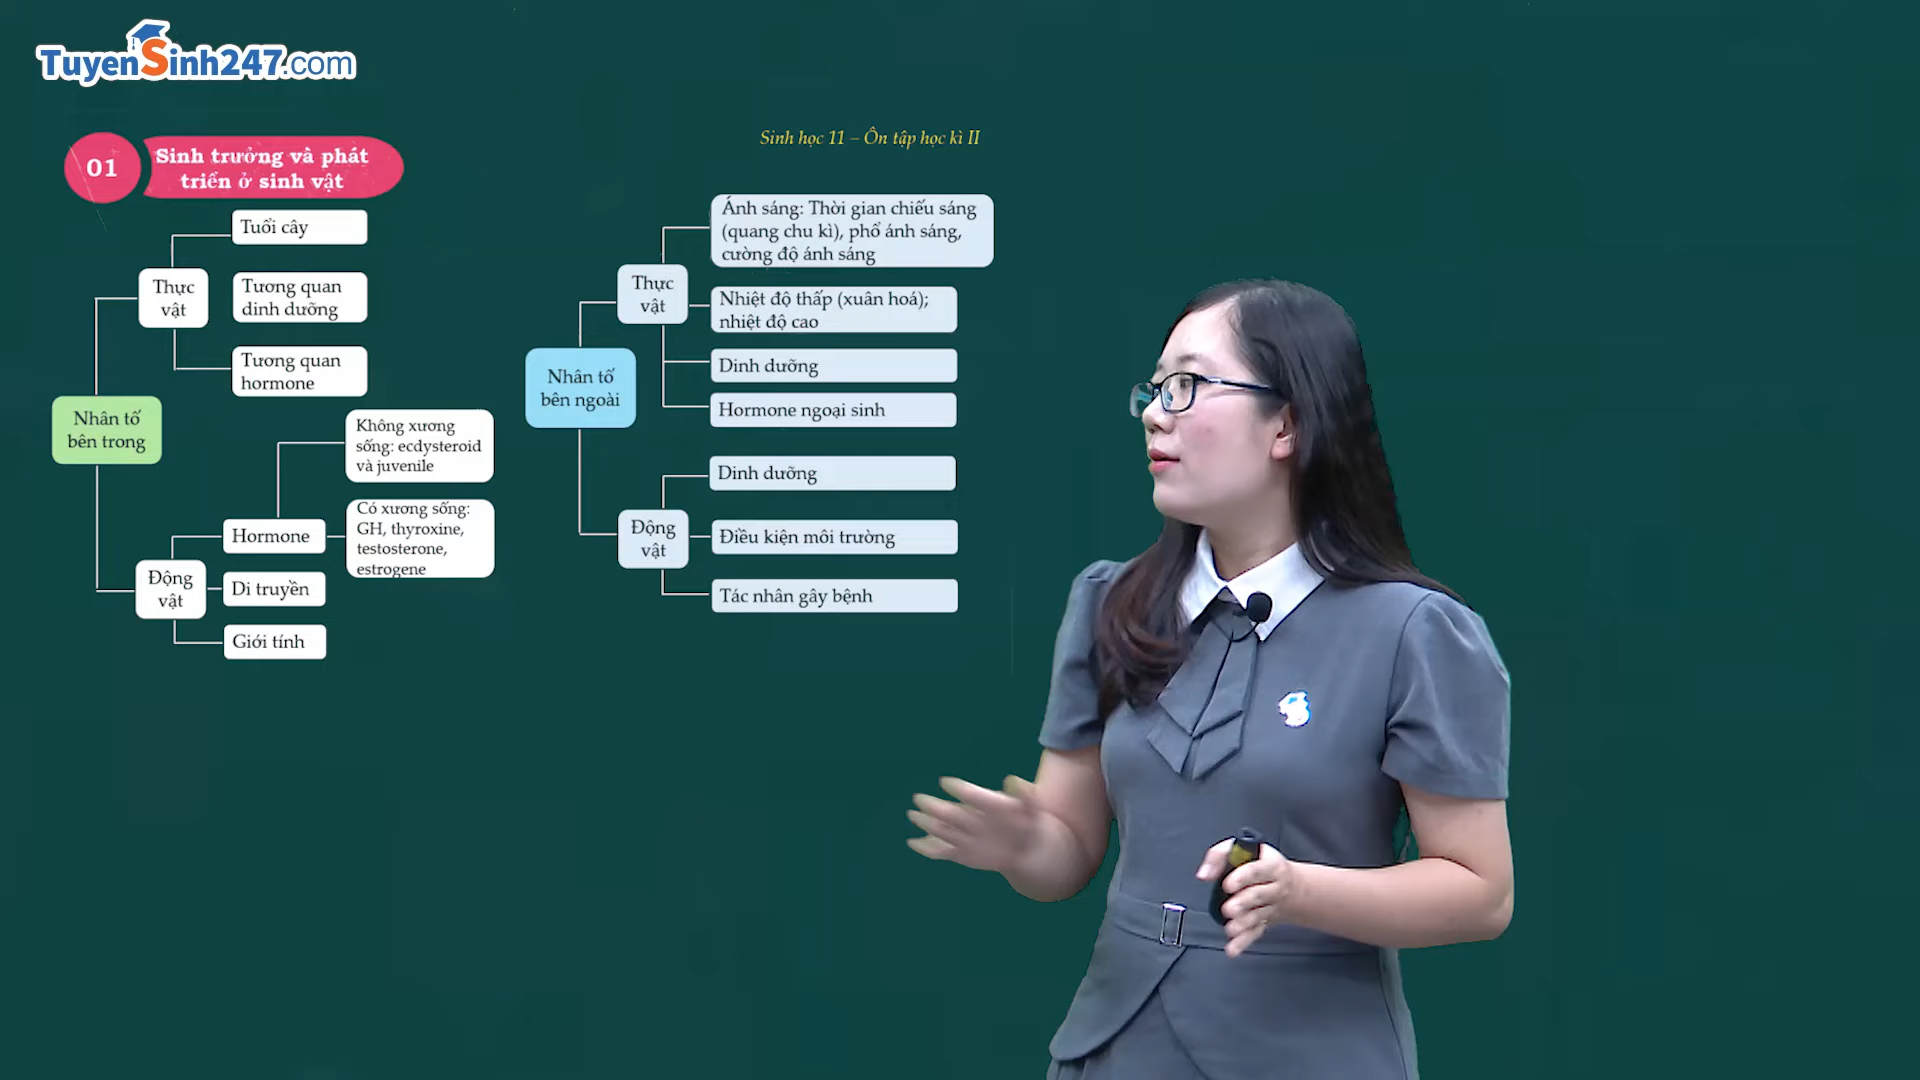 TuyenSinh247.com
Sinh học 11 – Ôn tập học kì II
01
Sinh trưởng và phát
triển ở sinh vật
Nhân tố
bên trong
Thực
vật
Tuổi cây
Tương quan
dinh dưỡng
Tương quan
hormone
Động
vật
Hormone
Không xương
sống: ecdysteroid
và juvenile
Có xương sống:
GH, thyroxine,
testosterone,
estrogene
Di truyền
Giới tính
Nhân tố
bên ngoài
Thực
vật
Ánh sáng: Thời gian chiếu sáng
(quang chu kì), phổ ánh sáng,
cường độ ánh sáng
Nhiệt độ thấp (xuân hoá);
nhiệt độ cao
Dinh dưỡng
Hormone ngoại sinh
Động
vật
Dinh dưỡng
Điều kiện môi trường
Tác nhân gây bệnh